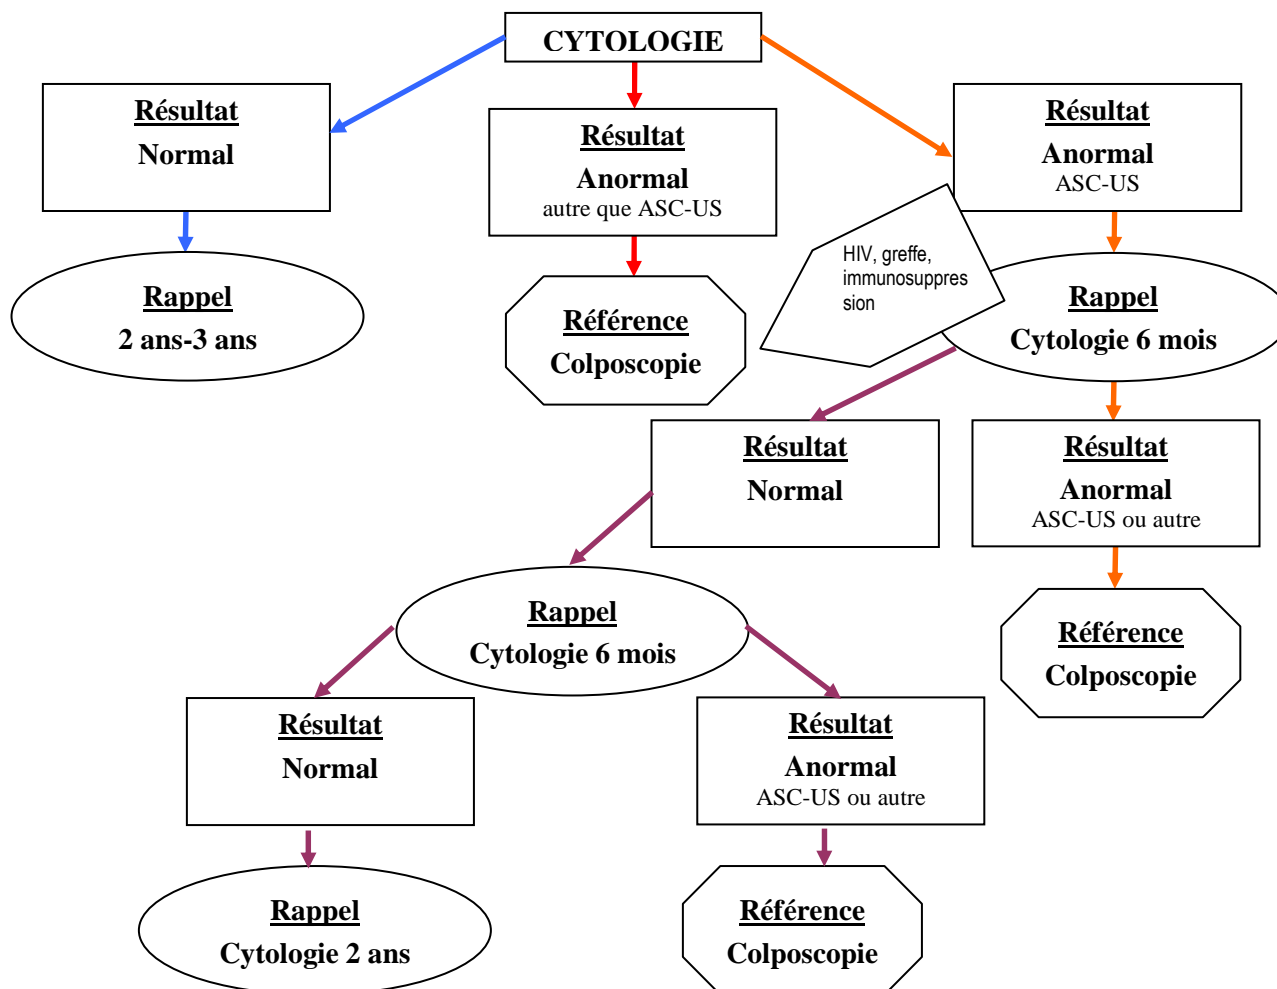 CYTOLOGIE
Résultat
Normal
Résultat
Anormal
autre que ASC-US
Résultat
Anormal
ASC-US
HIV, greffe,
immunosuppres
sion
Rappel
2 ans-3 ans
Référence
Colposcopie
Rappel
Cytologie 6 mois
Résultat
Normal
Résultat
Anormal
ASC-US ou autre
Rappel
Cytologie 6 mois
Référence
Colposcopie
Résultat
Normal
Résultat
Anormal
ASC-US ou autre
Rappel
Cytologie 2 ans
Référence
Colposcopie